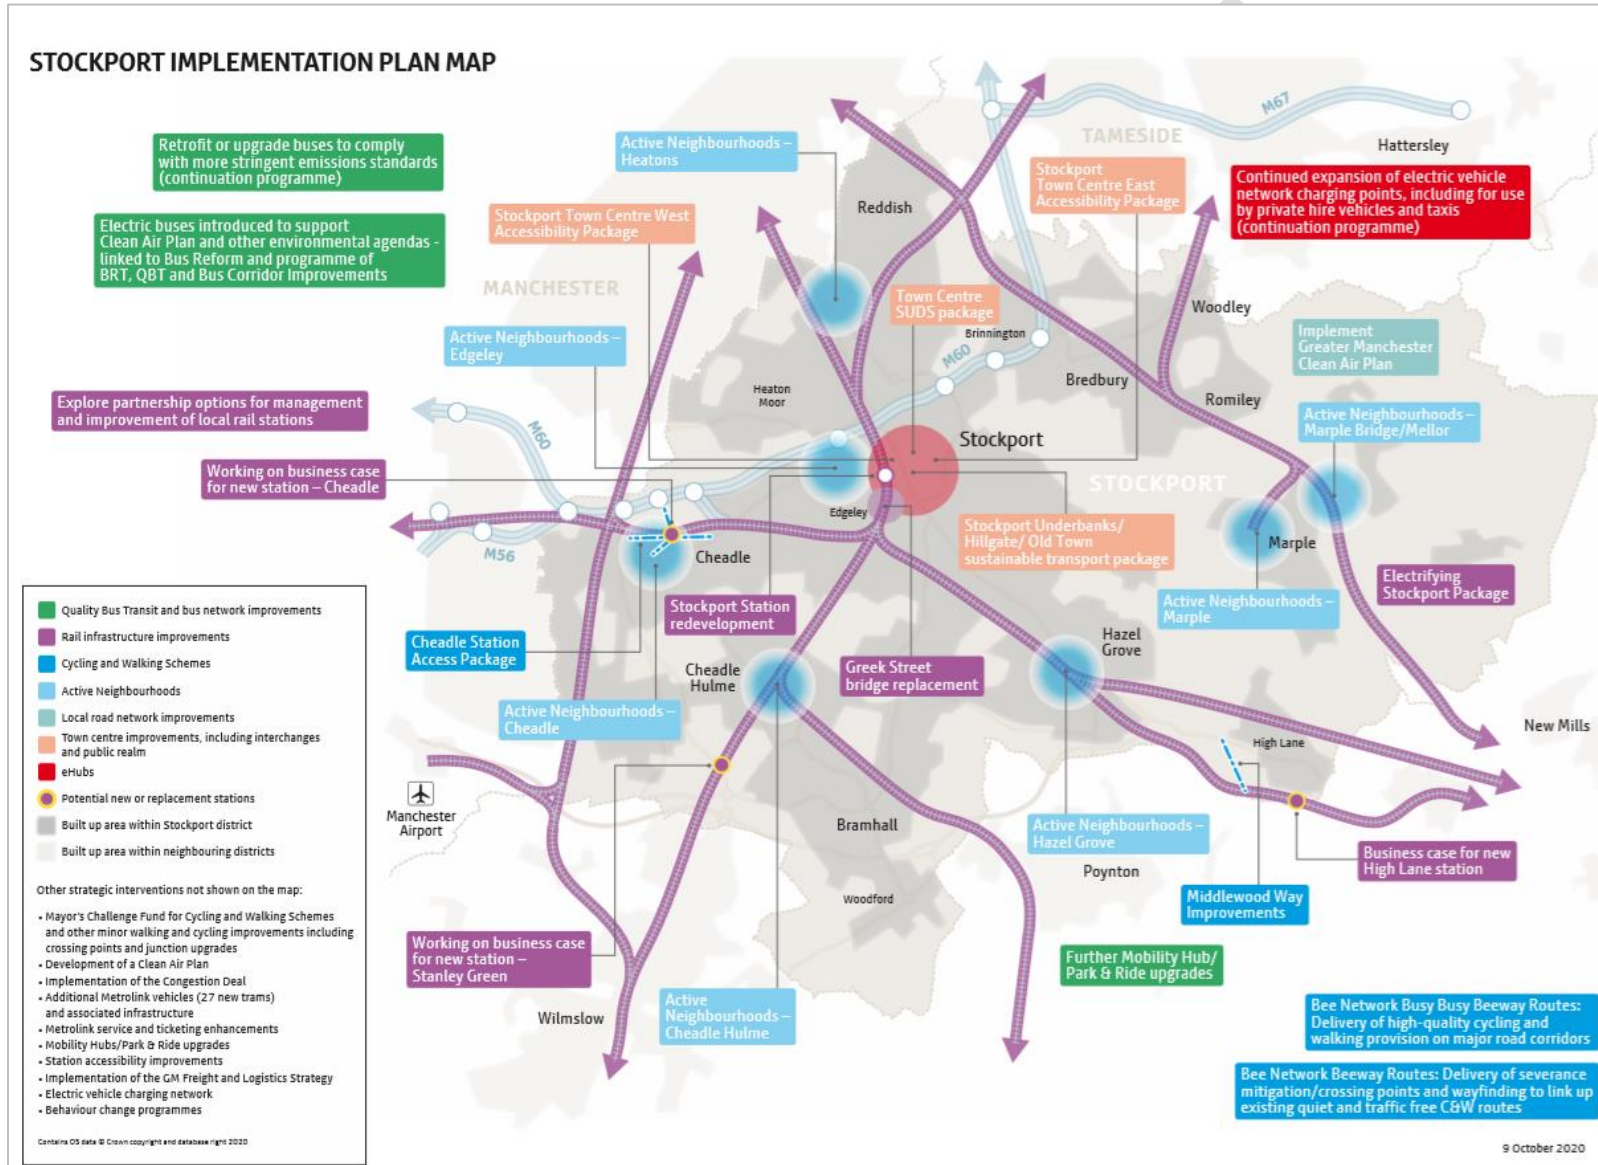 STOCKPORT IMPLEMENTATION PLAN MAP
Retrofit or upgrade buses to comply
with more stringent emissions standards
(continuation programme)
Electric buses introduced to support
Clean Air Plan and other environmental agendas -
linked to Bus Reform and programme of
BRT, QBT and Bus Corridor Improvements
Active Neighbourhoods –
Heatons
Stockport Town Centre West
Accessibility Package
MANCHESTER
Active Neighbourhoods –
Edgeley
Reddish
TAMESIDE
M67
Hattersley
Stockport
Town Centre East
Accessibility Package
Continued expansion of electric vehicle
network charging points, including for use
by private hire vehicles and taxis
(continuation programme)
Town Centre
SUDS package
Brinnington
M60
Woodley
Implement
Greater Manchester
Clean Air Plan
Bredbury
Romiley
Heaton
Moor
Explore partnership options for management
and improvement of local rail stations
M60
Working on business case
for new station – Cheadle
Stockport
STOCKPORT
Active Neighbourhoods –
Marple Bridge/Mellor
Edgeley
Stockport Underbanks/
Hillgate/ Old Town
sustainable transport package
Marple
M56
Cheadle
Electrifying
Stockport Package
Active Neighbourhoods –
Marple
Stockport Station
redevelopment
Cheadle Station
Access Package
Cheadle
Hulme
Greek Street
bridge replacement
Hazel
Grove
Active Neighbourhoods –
Cheadle
New Mills
High Lane
Manchester
Airport
Bramhall
Active Neighbourhoods –
Hazel Grove
Poynton
Business case for new
High Lane station
Middlewood Way
Improvements
Woodford
Working on business case
for new station –
Stanley Green
Further Mobility Hub/
Park & Ride upgrades
Wilmslow
Active
Neighbourhoods –
Cheadle Hulme
Bee Network Busy Busy Beeway Routes:
Delivery of high-quality cycling and
walking provision on major road corridors
Bee Network Beeway Routes: Delivery of severance
mitigation/crossing points and wayfinding to link up
existing quiet and traffic free C&W routes
Quality Bus Transit and bus network improvements
Rail infrastructure improvements
Cycling and Walking Schemes
Active Neighbourhoods
Local road network improvements
Town centre improvements, including interchanges
and public realm
eHubs
Potential new or replacement stations
Built up area within Stockport district
Built up area within neighbouring districts
Other strategic interventions not shown on the map:
• Mayor's Challenge Fund for Cycling and Walking Schemes
and other minor walking and cycling improvements including
crossing points and junction upgrades
• Development of a Clean Air Plan
• Implementation of the Congestion Deal
• Additional Metrolink vehicles (27 new trams)
and associated infrastructure
• Metrolink service and ticketing enhancements
• Mobility Hubs/Park & Ride upgrades
• Station accessibility improvements
• Implementation of the GM Freight and Logistics Strategy
• Electric vehicle charging network
• Behaviour change programmes
Contains OS data © Crown copyright and database right 2020
9 October 2020